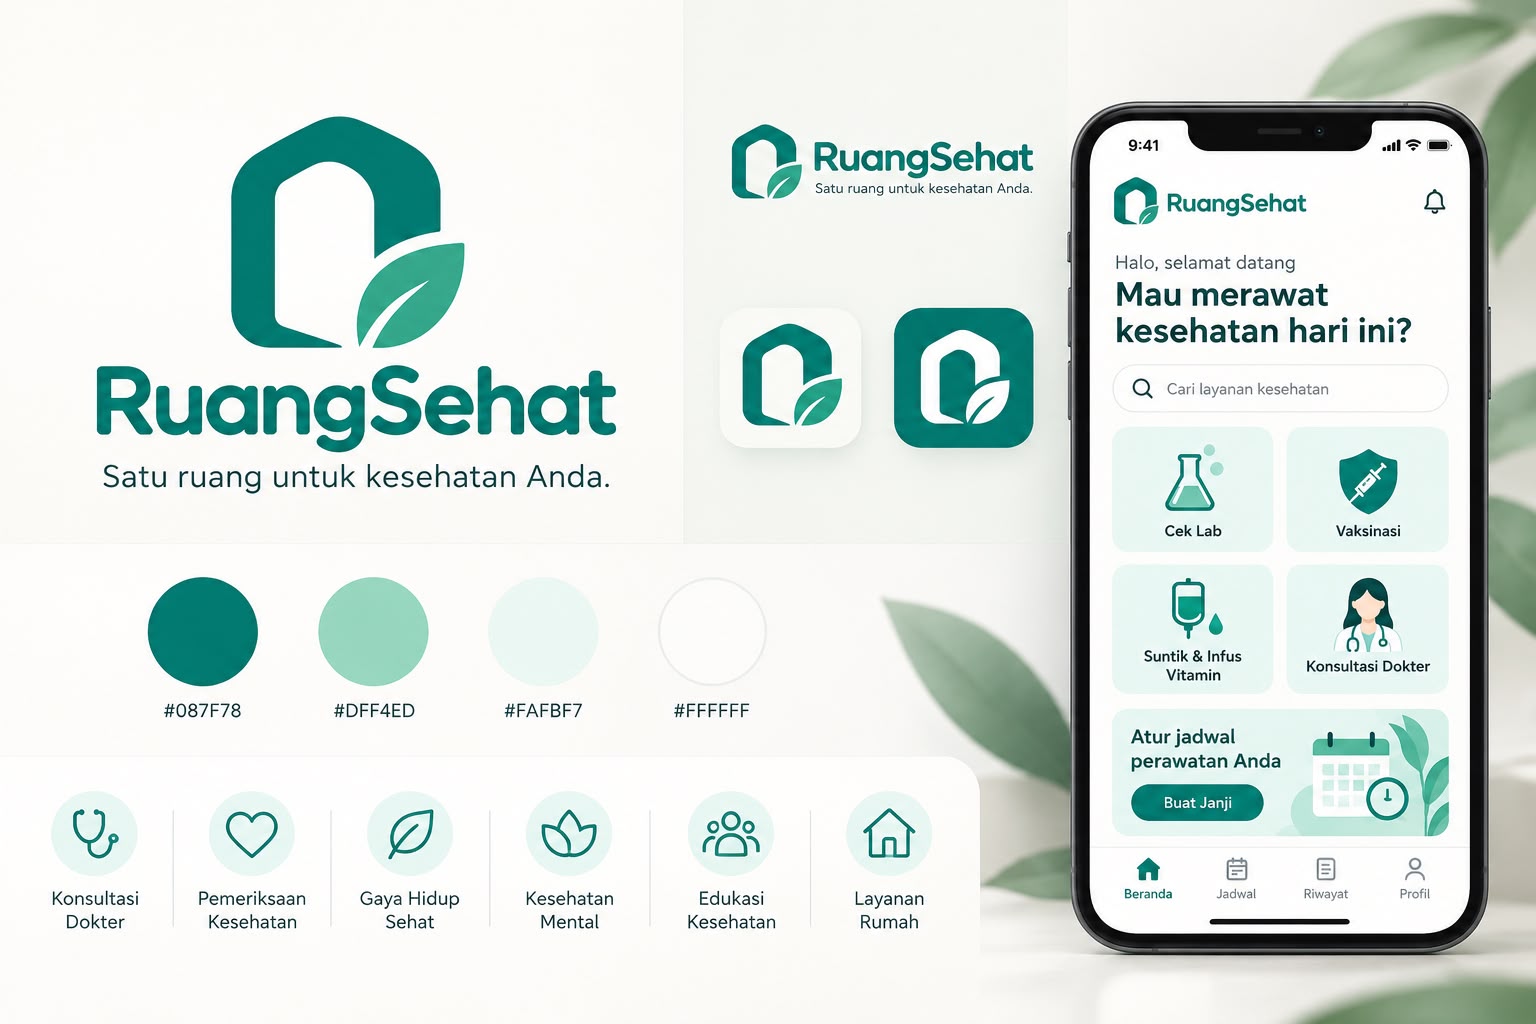 RuangSehat
Satu ruang untuk kesehatan Anda.
RuangSehat
Satu ruang untuk kesehatan Anda.
#087F78
#DFF4ED
#FAFBF7
#FFFFFF
Konsultasi
Dokter
Pemeriksaan
Kesehatan
Gaya Hidup
Sehat
Kesehatan
Mental
Edukasi
Kesehatan
Layanan
Rumah
9:41
RuangSehat
Halo, selamat datang
Mau merawat
kesehatan hari ini?
Cari layanan kesehatan
Cek Lab
Vaksinasi
Suntik & Infus
Vitamin
Konsultasi Dokter
Atur jadwal
perawatan Anda
Buat Janji
Beranda
Jadwal
Riwayat
Profil